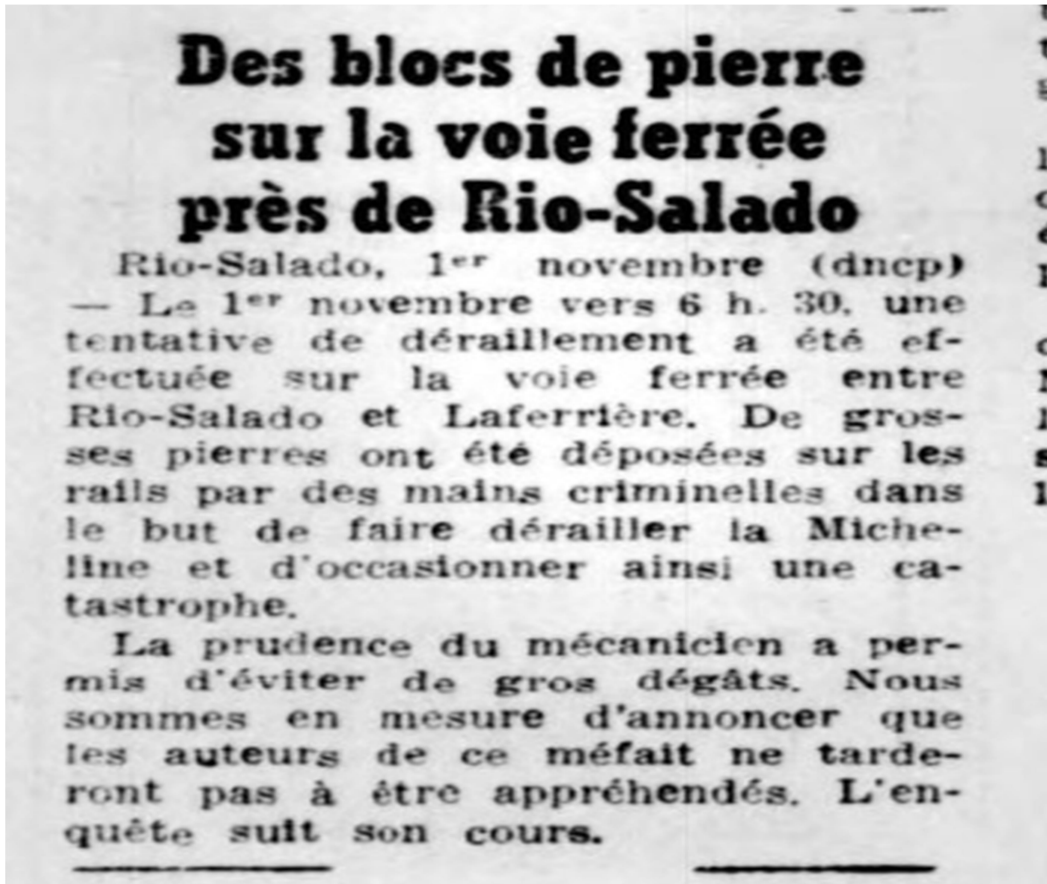 Des blocs de pierre
sur la voie ferrée
près de Rio-Salado
Rio-Salado, 1er novembre (dncp)
— Le 1er novembre vers 6 h. 30, une
tentative de déraillement a été ef-
fectuée sur la voie ferrée entre
Rio-Salado et Laferrière. De gros-
ses pierres ont été déposées sur les
rails par des mains criminelles dans
le but de faire dérailler la Miche-
line et d'occasionner ainsi une ca-
tastrophe.
La prudence du mécanicien a per-
mis d'éviter de gros dégâts. Nous
sommes en mesure d'annoncer que
les auteurs de ce méfait ne tarde-
ront pas à être appréhendés. L'en-
quête suit son cours.